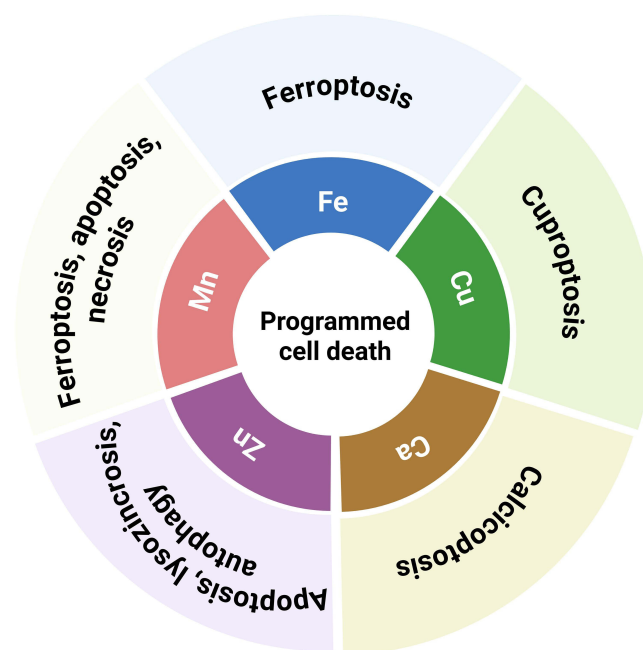 Ferroptosis
Fe
Cuproptosis
Cu
Calcicoptosis
Ca
Apoptosis, lysozincrosis,
autophagy
Zn
Ferroptosis, apoptosis,
necrosis
Mn
Programmed
cell death